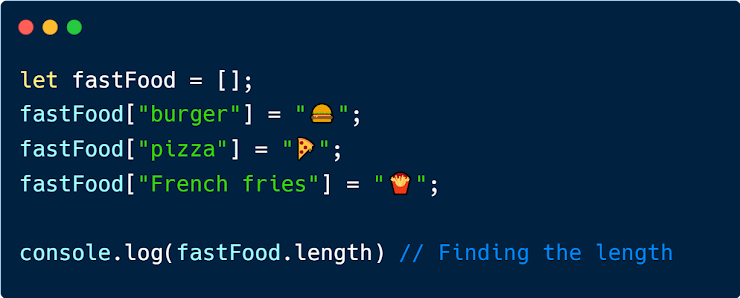 let fastFood = [];
fastFood["burger"] = "🍔";
fastFood["pizza"] = "🍕";
fastFood["French fries"] = "🍟";
console.log(fastFood.length) // Finding the length